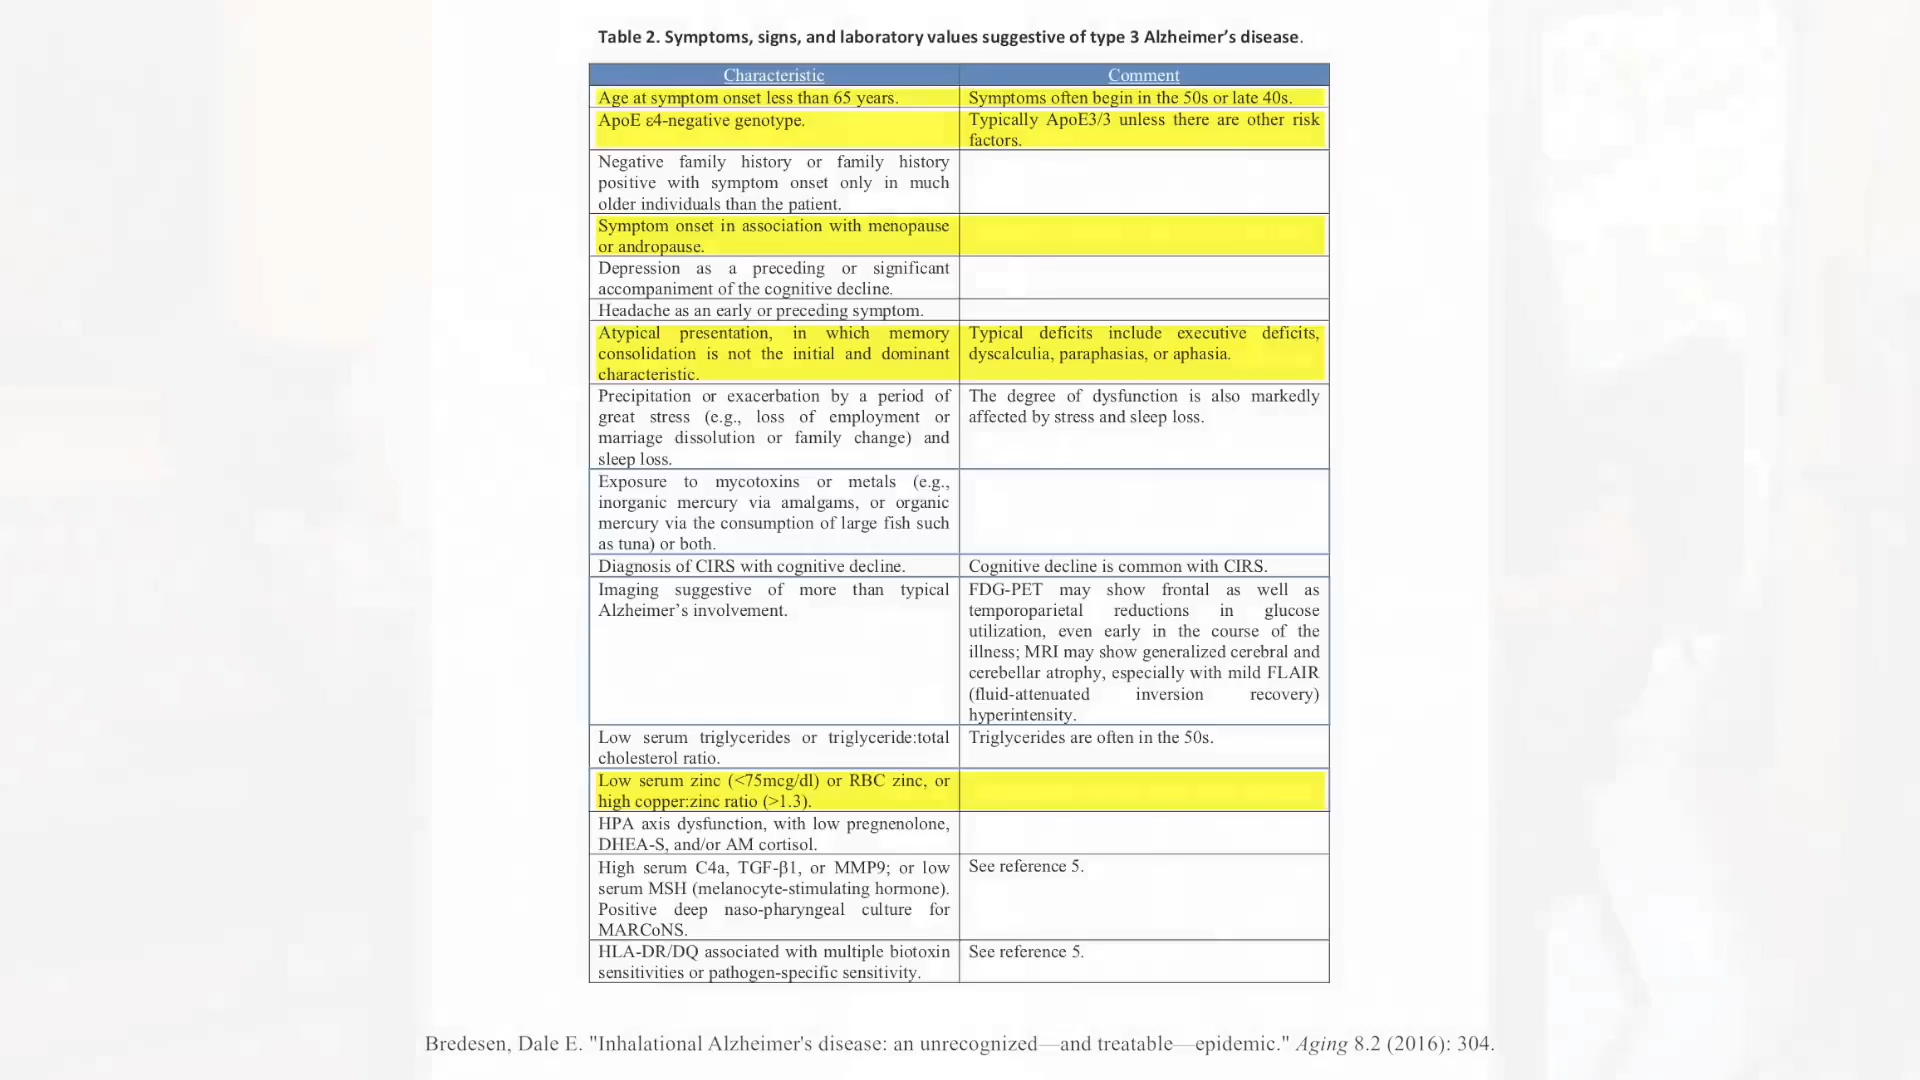 Table 2. Symptoms, signs, and laboratory values suggestive of type 3 Alzheimer's disease.
Characteristic
Comment
Age at symptom onset less than 65 years.
Symptoms often begin in the 50s or late 40s.
ApoE ε4-negative genotype.
Typically ApoE3/3 unless there are other risk
factors.
Negative family history or family history
positive with symptom onset only in much
older individuals than the patient.
Symptom onset in association with menopause
or andropause.
Depression as a preceding or significant
accompaniment of the cognitive decline.
Headache as an early or preceding symptom.
Atypical presentation, in which memory
consolidation is not the initial and dominant
characteristic.
Typical deficits include executive deficits,
dyscalculia, paraphasias, or aphasia.
Precipitation or exacerbation by a period of
great stress (e.g., loss of employment or
marriage dissolution or family change) and
sleep loss.
The degree of dysfunction is also markedly
affected by stress and sleep loss.
Exposure to mycotoxins or metals (e.g.,
inorganic mercury via amalgams, or organic
mercury via the consumption of large fish such
as tuna) or both.
Diagnosis of CIRS with cognitive decline.
Cognitive decline is common with CIRS.
Imaging suggestive of more than typical
Alzheimer's involvement.
FDG-PET may show frontal as well as
temporoparietal reductions in glucose
utilization, even early in the course of the
illness; MRI may show generalized cerebral and
cerebellar atrophy, especially with mild FLAIR
(fluid-attenuated inversion recovery)
hyperintensity.
Low serum triglycerides or triglyceride:total
cholesterol ratio.
Triglycerides are often in the 50s.
Low serum zinc (<75mcg/dl) or RBC zinc, or
high copper:zinc ratio (>1.3).
HPA axis dysfunction, with low pregnenolone,
DHEA-S, and/or AM cortisol.
High serum C4a, TGF-β1, or MMP9; or low
serum MSH (melanocyte-stimulating hormone).
Positive deep naso-pharyngeal culture for
MARCoNS.
See reference 5.
HLA-DR/DQ associated with multiple biotoxin
sensitivities or pathogen-specific sensitivity.
See reference 5.
Bredesen, Dale E. "Inhalational Alzheimer's disease: an unrecognized—and treatable—epidemic." Aging 8.2 (2016): 304.